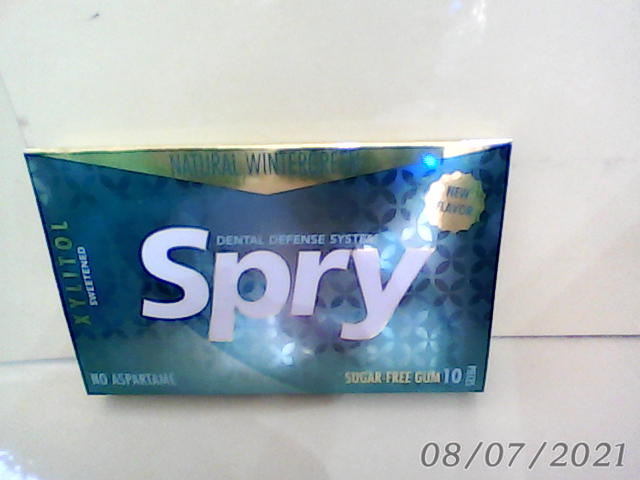 NATURAL WINTERGREEN
NEW
FLAVOR
XYLITOL
SWEETENED
DENTAL DEFENSE SYSTEM
Spry
NO ASPARTAME
SUGAR FREE GUM 10
PIECES
08/07/2021